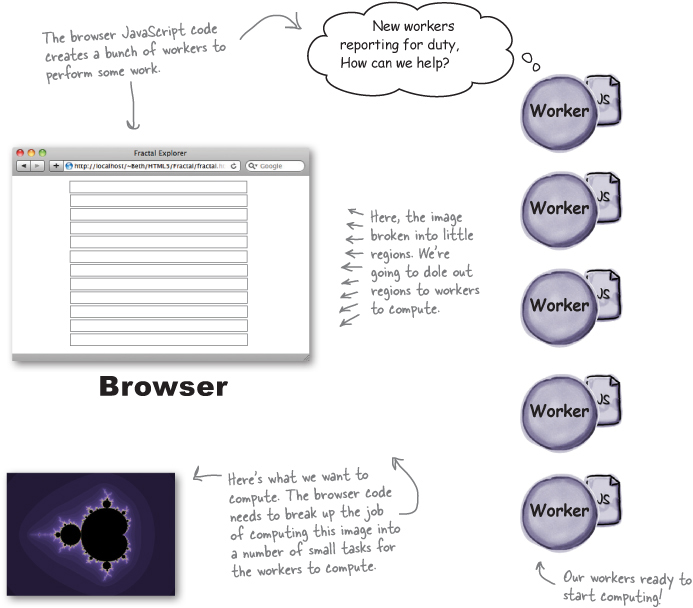 The browser JavaScript code
creates a bunch of workers to
perform some work.
New workers
reporting for duty,
How can we help?
Worker
JS
Fractal Explorer
http://localhost/~Beth/HTML5/Fractal/fractal.h
Google
Worker
JS
Here, the image
broken into little
regions. We're
going to dole out
regions to workers
to compute.
Worker
JS
Browser
Worker
JS
Here's what we want to
compute. The browser code
needs to break up the job
of computing this image into
a number of small tasks for
the workers to compute.
Worker
JS
Our workers ready to
start computing!